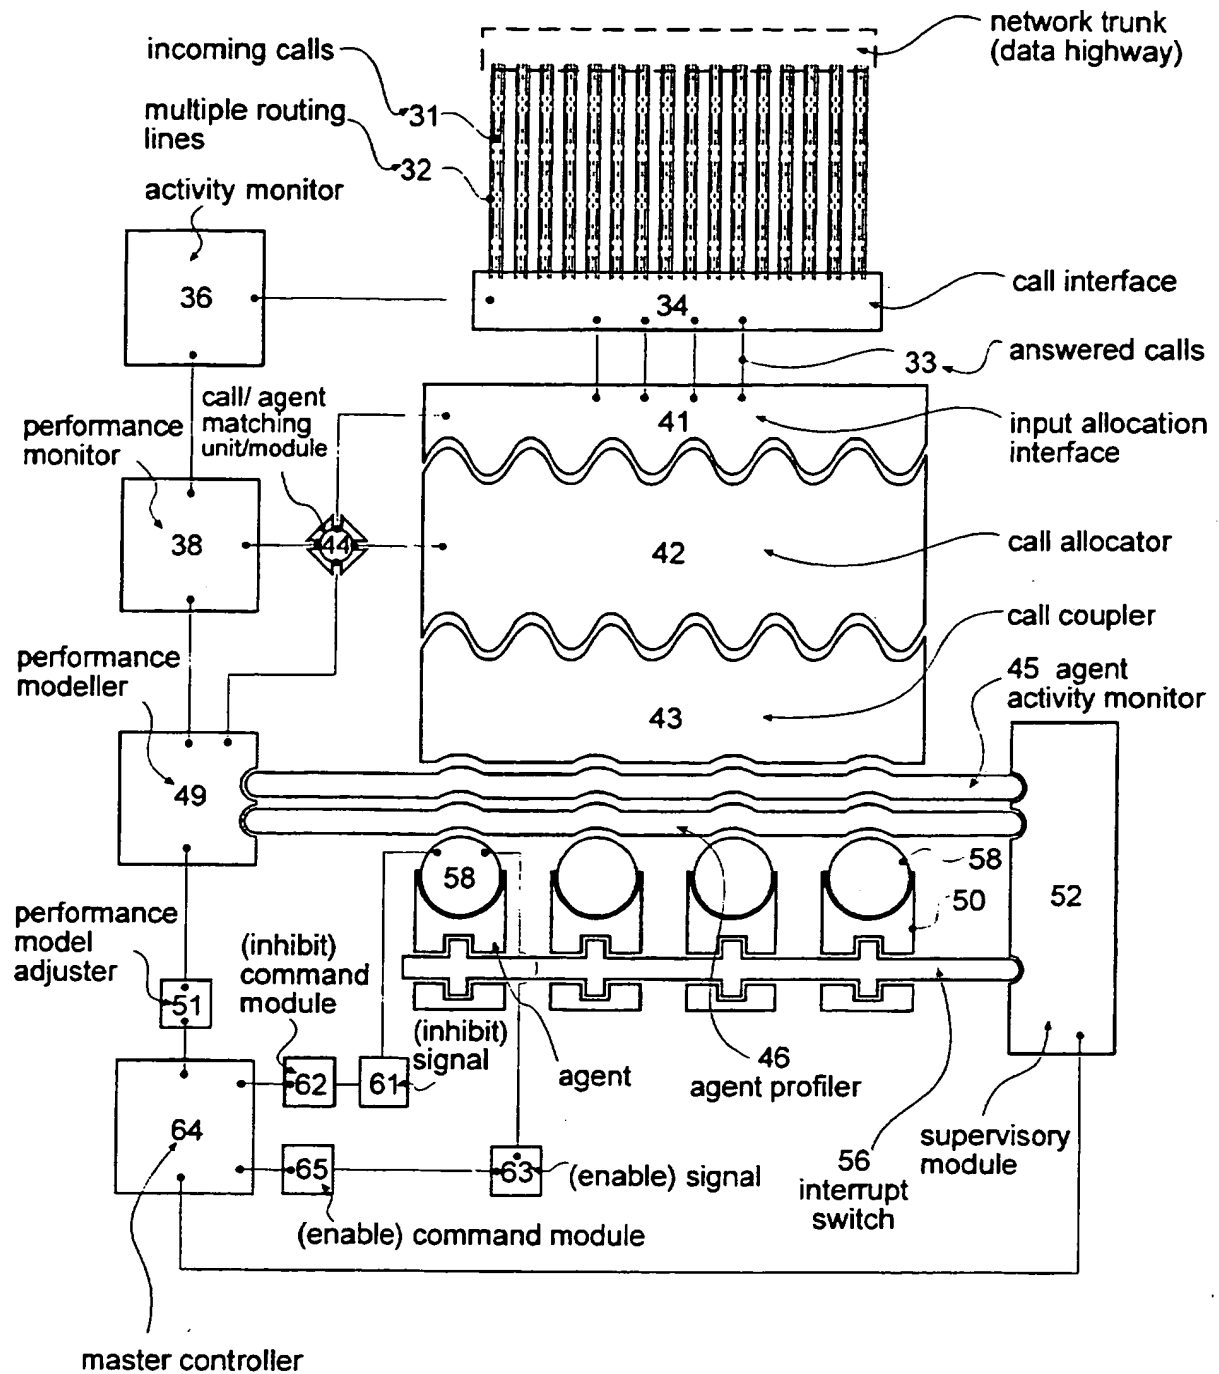 network trunk
(data highway)
incoming calls
31
multiple routing
lines
32
activity monitor
36
34
call interface
33
answered calls
call/ agent
matching
unit/module
41
input allocation
interface
performance
monitor
38
44
42
call allocator
call coupler
performance
modeller
45 agent
activity monitor
43
49
58
58
50
52
performance
model
adjuster
(inhibit)
command
module
51
(inhibit)
signal
62
61
agent
46
agent profiler
64
supervisory
module
65
63
(enable) signal
56
interrupt
switch
(enable) command module
master controller